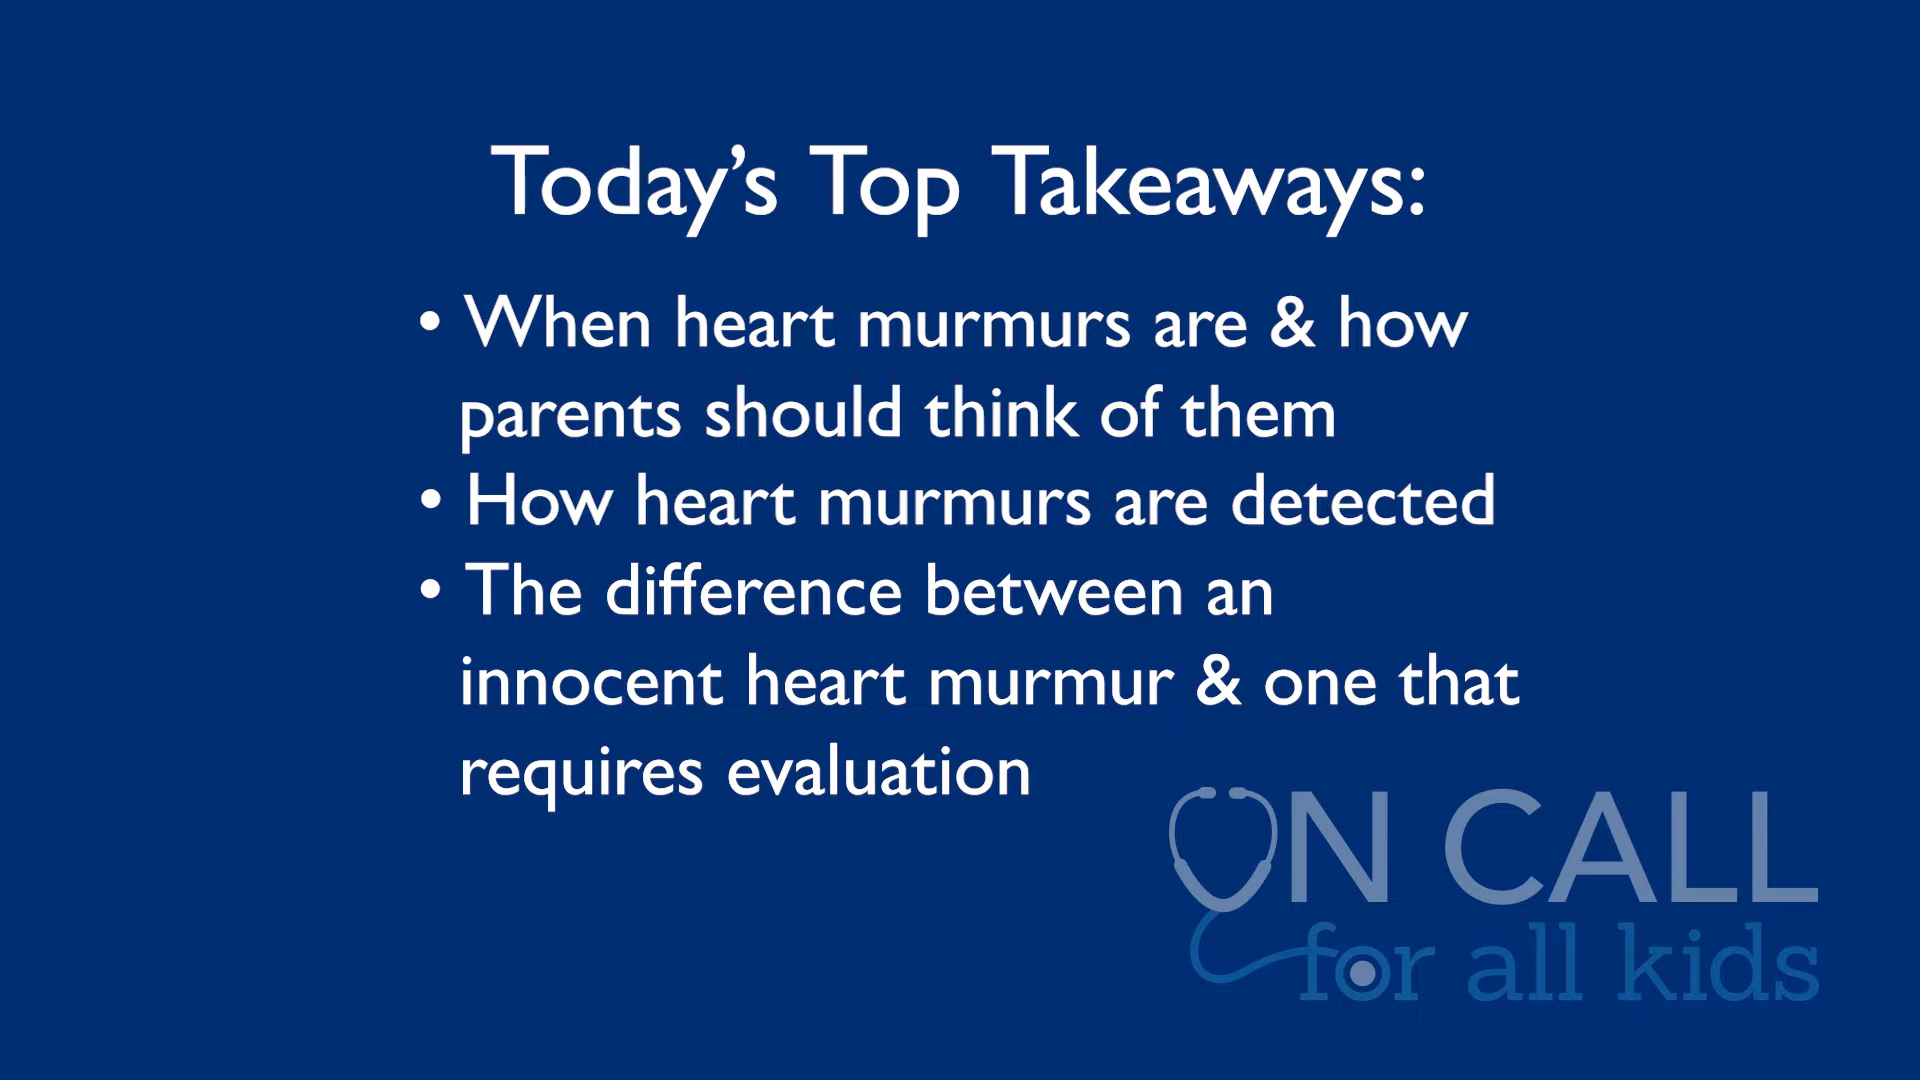 Today’s Top Takeaways:
• When heart murmurs are & how
parents should think of them
• How heart murmurs are detected
• The difference between an
innocent heart murmur & one that
requires evaluation
ON CALL
for all kids